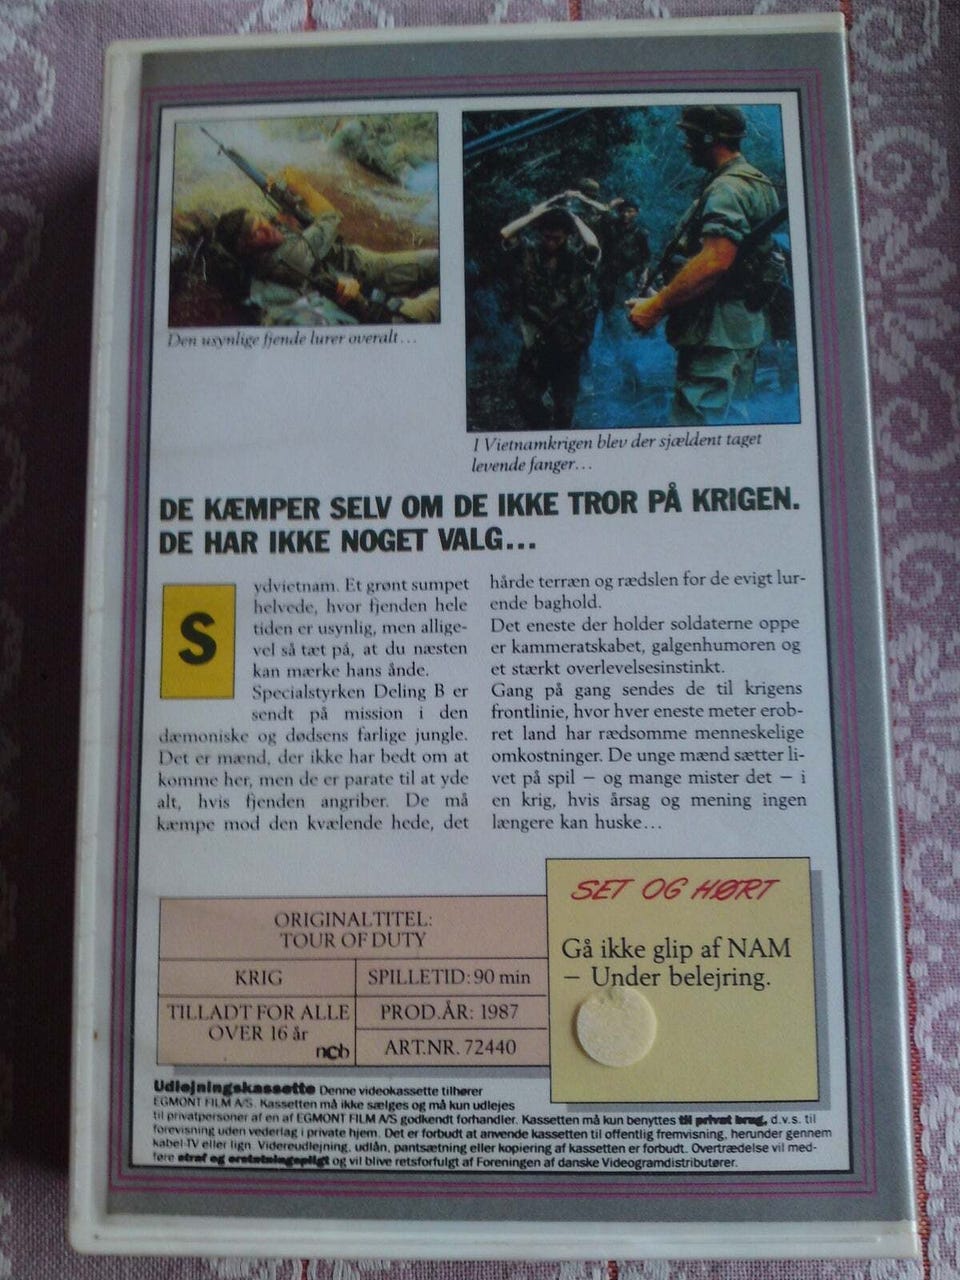 Den usynlige fjende lurer overalt...
I Vietnamkrigen blev der sjældent taget
levende fanger...
DE KÆMPER SELV OM DE IKKE TROR PÅ KRIGEN.
DE HAR IKKE NOGET VALG...
S
ydvietnam. Et grønt sumpet
helvede, hvor fjenden hele
tiden er usynlig, men allige-
vel så tæt på, at du næsten
kan mærke hans ånde.
Specialstyrken Deling B er
sendt på mission i den
dæmoniske og dødsens farlige jungle.
Det er mænd, der ikke har bedt om at
komme her, men de er parate til at yde
alt, hvis fjenden angriber. De må
kæmpe mod den kvælende hede, det
hårde terræn og rædslen for de evigt lur-
ende baghold.
Det eneste der holder soldaterne oppe
er kammeratskabet, galgenhumoren og
et stærkt overlevelsesinstinkt.
Gang på gang sendes de til krigens
frontlinie, hvor hver eneste meter erob-
ret land har rædsomme menneskelige
omkostninger. De unge mænd sætter li-
vet på spil – og mange mister det – i
en krig, hvis årsag og mening ingen
længere kan huske...
ORIGINALTITEL:
TOUR OF DUTY
KRIG
SPILLETID: 90 min
TILLADT FOR ALLE
OVER 16 år
ncb
PROD.ÅR: 1987
ART.NR. 72440
SET OG HØRT
Gå ikke glip af NAM
– Under belejring.
Udlejningskassette Denne videokassette tilhører
EGMONT FILM A/S. Kassetten må ikke sælges og må kun udlejes
til privatpersoner af en af EGMONT FILM A/S godkendt forhandler. Kassetten må kun benyttes til privat brug, d.v.s. til
forevisning uden vederlag i private hjem. Det er forbudt at anvende kassetten til offentlig fremvisning, herunder gennem
kabel-TV eller lign. Videreudlejning, udlån, pantsætning eller kopiering af kassetten er forbudt. Overtrædelse vil med-
føre straf og erstatningspligt og vil blive retsforfulgt af Foreningen af danske Videogramdistributører.